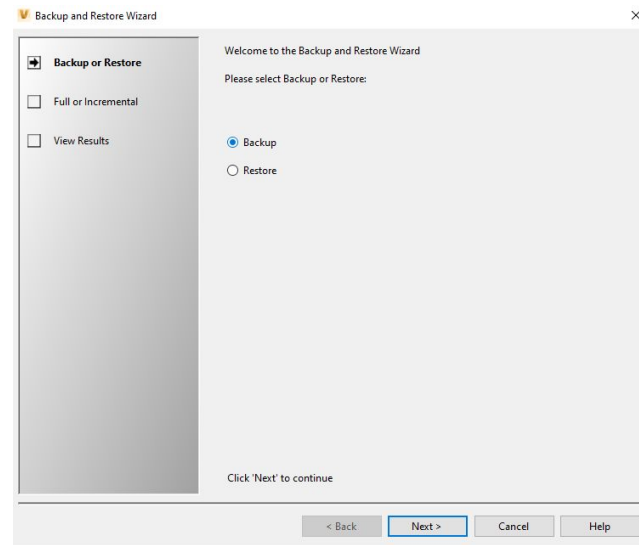 Backup and Restore Wizard
Backup or Restore
Full or Incremental
View Results
Welcome to the Backup and Restore Wizard
Please select Backup or Restore:
Backup
Restore
Click 'Next' to continue
< Back
Next >
Cancel
Help